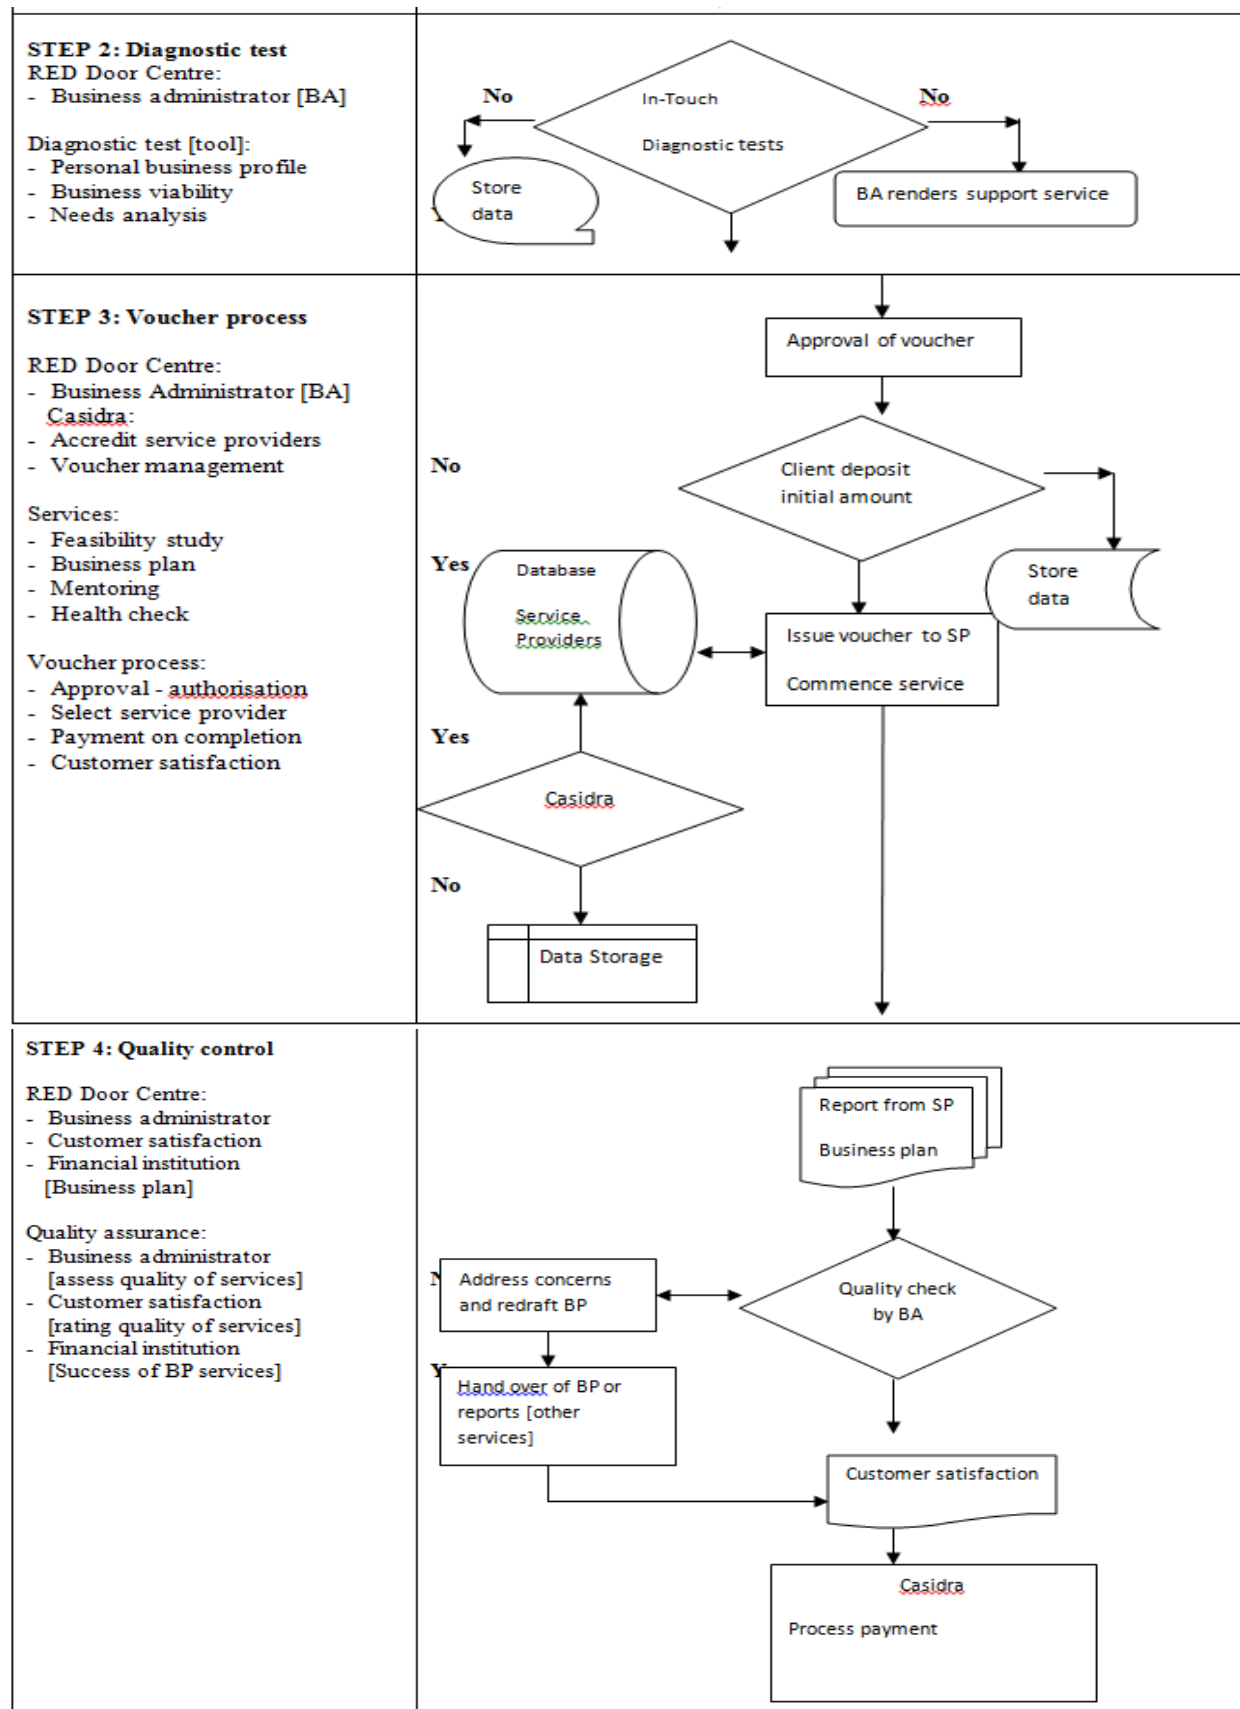 STEP 2: Diagnostic test
RED Door Centre:
- Business administrator [BA]
Diagnostic test [tool]:
- Personal business profile
- Business viability
- Needs analysis
No
In-Touch
Diagnostic tests
No
Store
data
BA renders support service
STEP 3: Voucher process
RED Door Centre:
- Business Administrator [BA]
Casidra:
- Accredit service providers
- Voucher management
Services:
- Feasibility study
- Business plan
- Mentoring
- Health check
Voucher process:
- Approval - authorisation
- Select service provider
- Payment on completion
- Customer satisfaction
Approval of voucher
No
Client deposit
initial amount
Yes
Database
Service
Providers
Store
data
Issue voucher to SP
Commence service
Yes
Casidra
No
Data Storage
STEP 4: Quality control
RED Door Centre:
- Business administrator
- Customer satisfaction
- Financial institution
[Business plan]
Quality assurance:
- Business administrator
[assess quality of services]
- Customer satisfaction
[rating quality of services]
- Financial institution
[Success of BP services]
Report from SP
Business plan
Address concerns
and redraft BP
Quality check
by BA
Hand over of BP or
reports [other
services]
Customer satisfaction
Casidra
Process payment